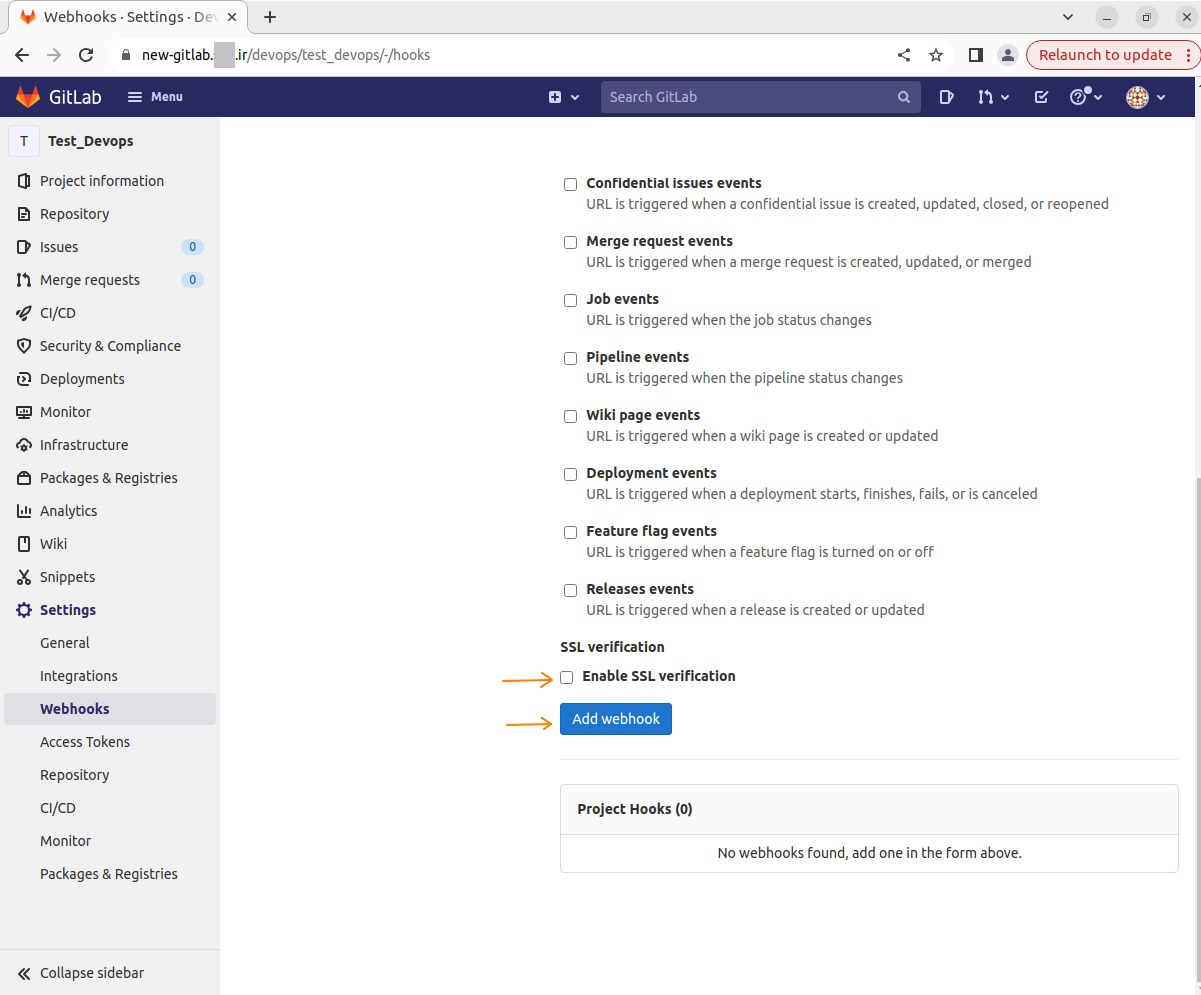 Webhooks · Settings · Dev
new-gitlab. .ir/devops/test_devops/-/hooks
Relaunch to update
GitLab
Menu
Search GitLab
T
Test_Devops
Project information
Repository
Issues 0
Merge requests 0
CI/CD
Security & Compliance
Deployments
Monitor
Infrastructure
Packages & Registries
Analytics
Wiki
Snippets
Settings
General
Integrations
Webhooks
Access Tokens
Repository
CI/CD
Monitor
Packages & Registries
Collapse sidebar
Confidential issues events
URL is triggered when a confidential issue is created, updated, closed, or reopened
Merge request events
URL is triggered when a merge request is created, updated, or merged
Job events
URL is triggered when the job status changes
Pipeline events
URL is triggered when the pipeline status changes
Wiki page events
URL is triggered when a wiki page is created or updated
Deployment events
URL is triggered when a deployment starts, finishes, fails, or is canceled
Feature flag events
URL is triggered when a feature flag is turned on or off
Releases events
URL is triggered when a release is created or updated
SSL verification
Enable SSL verification
Add webhook
Project Hooks (0)
No webhooks found, add one in the form above.